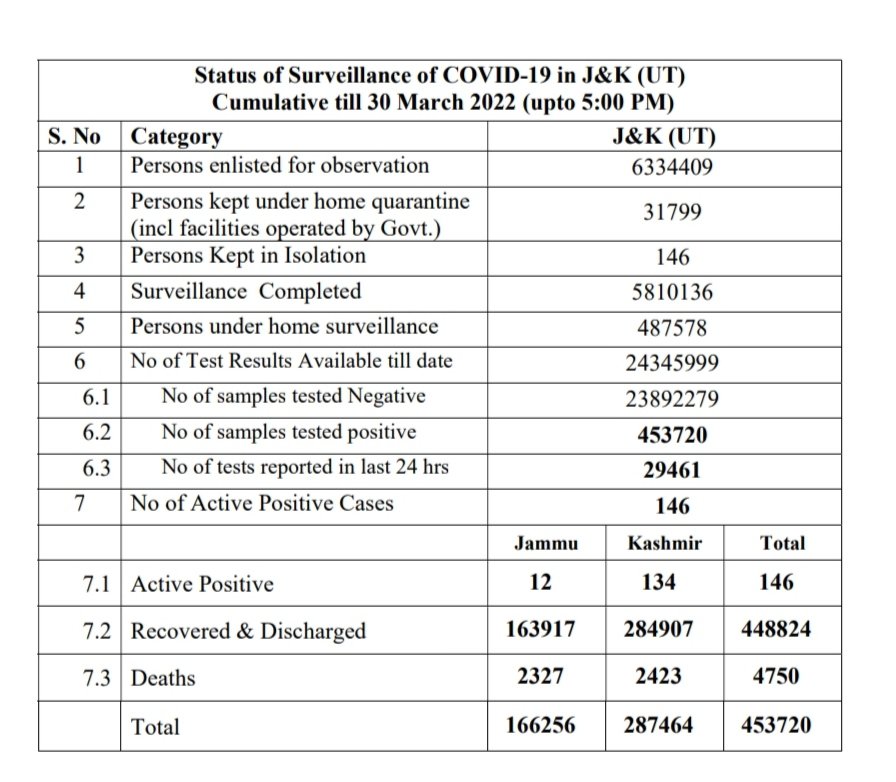 Status of Surveillance of COVID-19 in J&K (UT)
Cumulative till 30 March 2022 (upto 5:00 PM)
S. No Category J&K (UT)
1 Persons enlisted for observation 6334409
2 Persons kept under home quarantine
(incl facilities operated by Govt.) 31799
3 Persons Kept in Isolation 146
4 Surveillance Completed 5810136
5 Persons under home surveillance 487578
6 No of Test Results Available till date 24345999
6.1 No of samples tested Negative 23892279
6.2 No of samples tested positive 453720
6.3 No of tests reported in last 24 hrs 29461
7 No of Active Positive Cases 146
Jammu Kashmir Total
7.1 Active Positive 12 134 146
7.2 Recovered & Discharged 163917 284907 448824
7.3 Deaths 2327 2423 4750
Total 166256 287464 453720